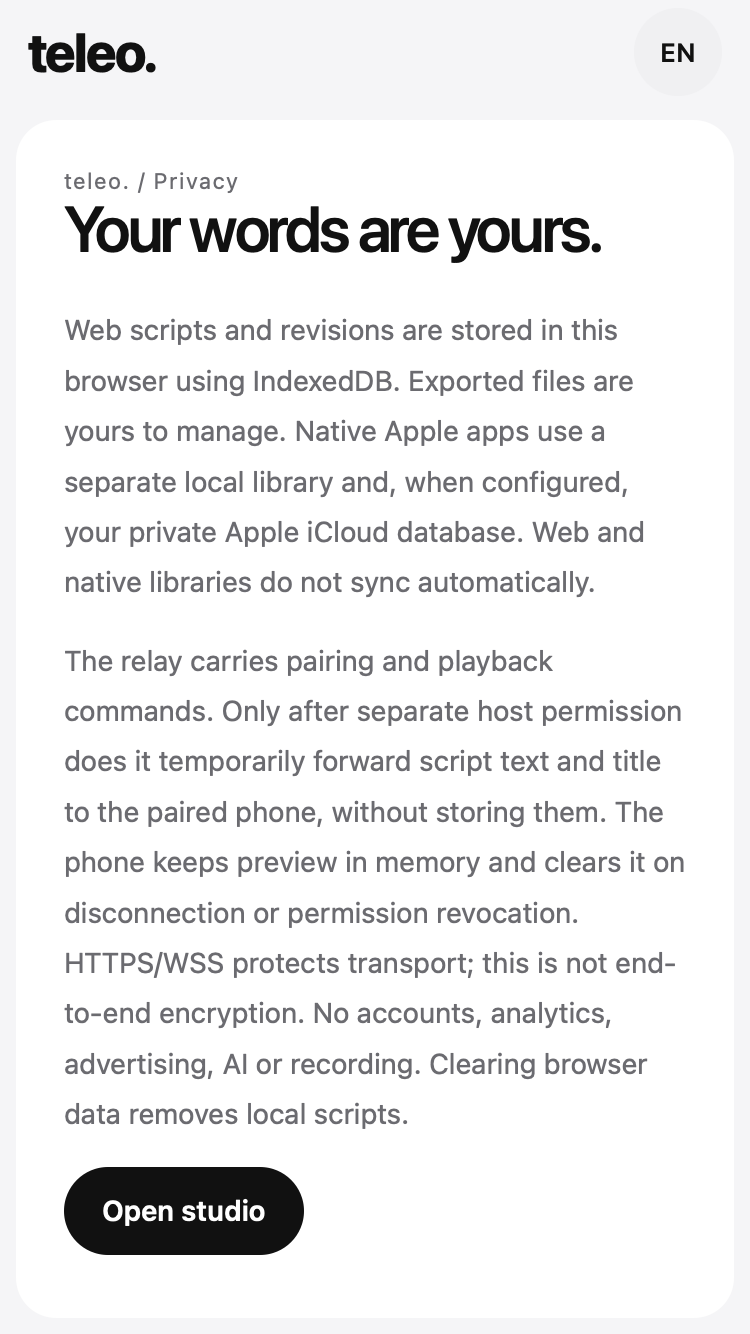 teleo.
EN
teleo. / Privacy
Your words are yours.
Web scripts and revisions are stored in this
browser using IndexedDB. Exported files are
yours to manage. Native Apple apps use a
separate local library and, when configured,
your private Apple iCloud database. Web and
native libraries do not sync automatically.
The relay carries pairing and playback
commands. Only after separate host permission
does it temporarily forward script text and title
to the paired phone, without storing them. The
phone keeps preview in memory and clears it on
disconnection or permission revocation.
HTTPS/WSS protects transport; this is not end-
to-end encryption. No accounts, analytics,
advertising, AI or recording. Clearing browser
data removes local scripts.
Open studio